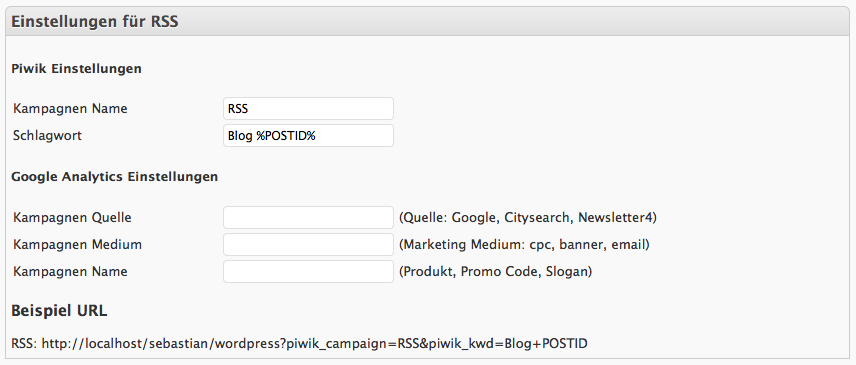 Einstellungen für RSS
Piwik Einstellungen
Kampagnen Name RSS
Schlagwort Blog %POSTID%
Google Analytics Einstellungen
Kampagnen Quelle (Quelle: Google, Citysearch, Newsletter4)
Kampagnen Medium (Marketing Medium: cpc, banner, email)
Kampagnen Name (Produkt, Promo Code, Slogan)
Beispiel URL
RSS: http://localhost/sebastian/wordpress?piwik_campaign=RSS&piwik_kwd=Blog+POSTID